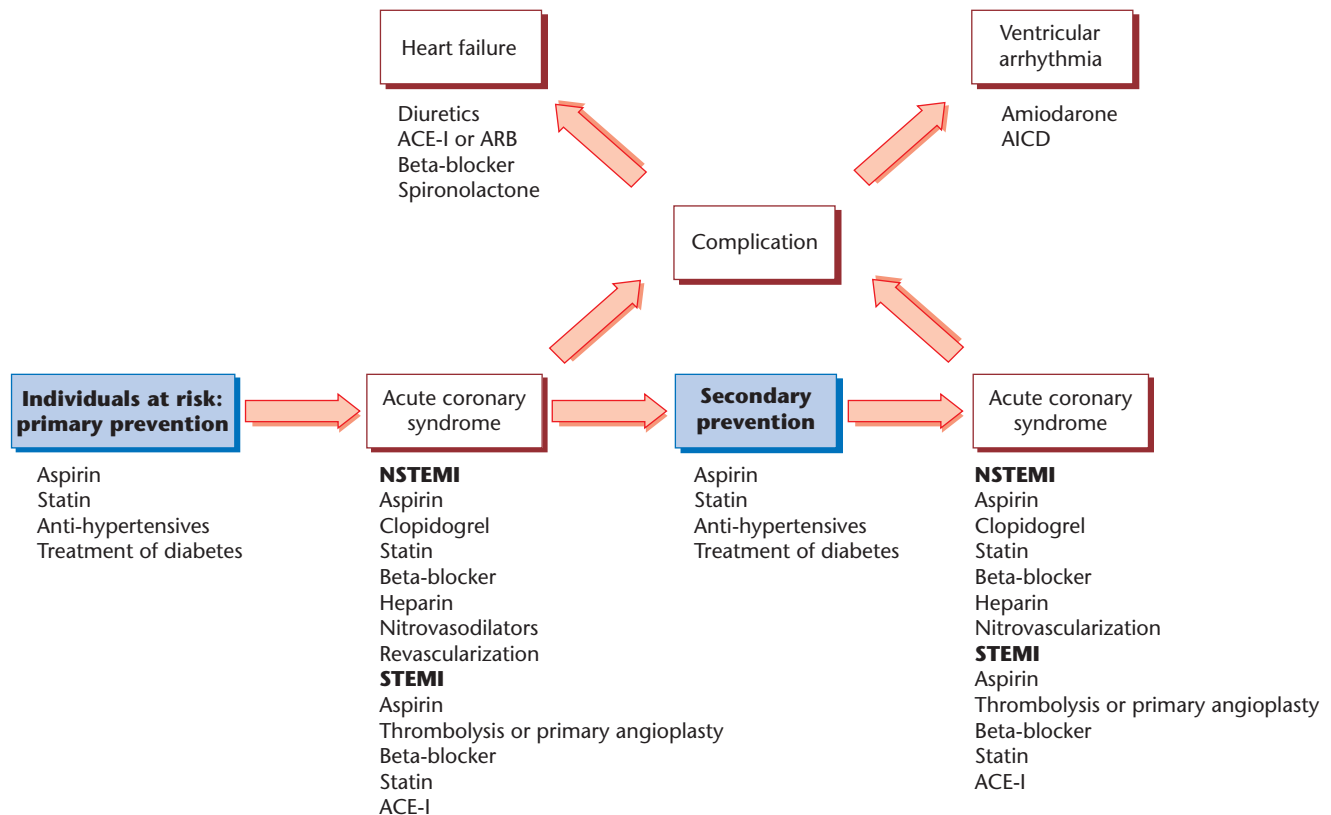 Heart failure
Diuretics
ACE-I or ARB
Beta-blocker
Spironolactone
Ventricular
arrhythmia
Amiodarone
AICD
Complication
Individuals at risk:
primary prevention
Aspirin
Statin
Anti-hypertensives
Treatment of diabetes
Acute coronary
syndrome
NSTEMI
Aspirin
Clopidogrel
Statin
Beta-blocker
Heparin
Nitrovasodilators
Revascularization
STEMI
Aspirin
Thrombolysis or primary angioplasty
Beta-blocker
Statin
ACE-I
Secondary
prevention
Aspirin
Statin
Anti-hypertensives
Treatment of diabetes
Acute coronary
syndrome
NSTEMI
Aspirin
Clopidogrel
Statin
Beta-blocker
Heparin
Nitrovascularization
STEMI
Aspirin
Thrombolysis or primary angioplasty
Beta-blocker
Statin
ACE-I